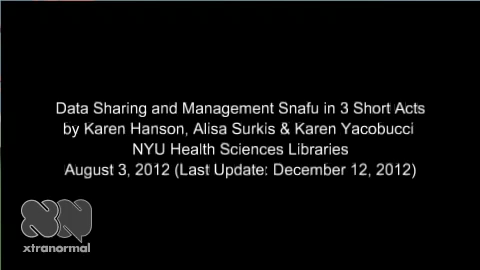 Data Sharing and Management Snafu in 3 Short Acts
by Karen Hanson, Alisa Surkis & Karen Yacobucci
NYU Health Sciences Libraries
August 3, 2012 (Last Update: December 12, 2012)
xtranormal